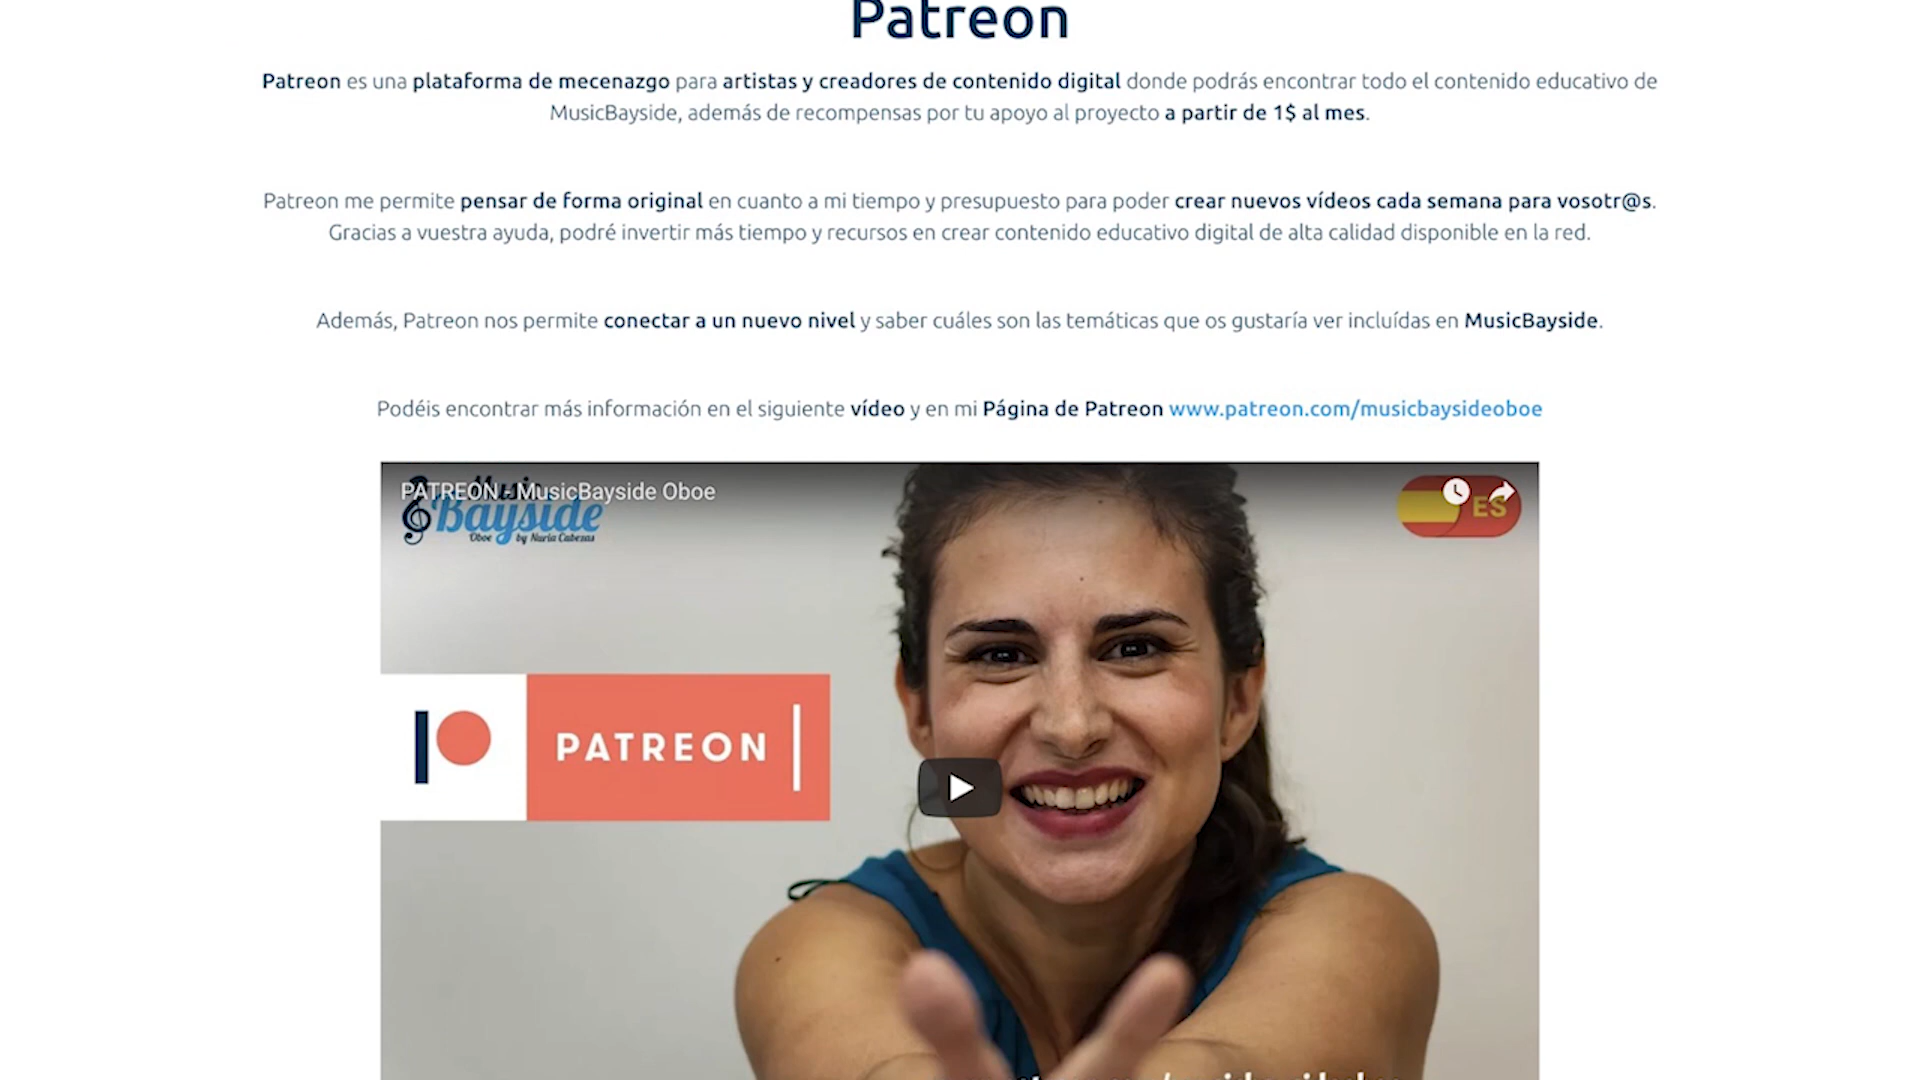 Patreon
Patreon es una plataforma de mecenazgo para artistas y creadores de contenido digital donde podrás encontrar todo el contenido educativo de
MusicBayside, además de recompensas por tu apoyo al proyecto a partir de 1$ al mes.
Patreon me permite pensar de forma original en cuanto a mi tiempo y presupuesto para poder crear nuevos vídeos cada semana para vosotr@s.
Gracias a vuestra ayuda, podré invertir más tiempo y recursos en crear contenido educativo digital de alta calidad disponible en la red.
Además, Patreon nos permite conectar a un nuevo nivel y saber cuáles son las temáticas que os gustaría ver incluídas en MusicBayside.
Podéis encontrar más información en el siguiente vídeo y en mi Página de Patreon www.patreon.com/musicbaysideoboe
PATREON - MusicBayside Oboe
Music
Bayside
Oboe by Nuria Cabezas
ES
PATREON